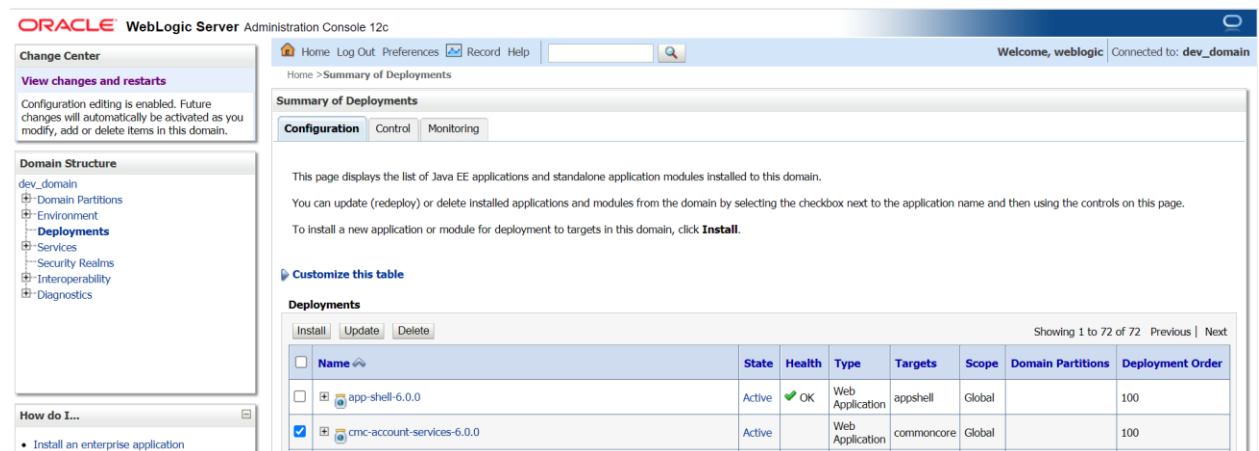 ORACLE WebLogic Server Administration Console 12c
Change Center
View changes and restarts
Configuration editing is enabled. Future
changes will automatically be activated as you
modify, add or delete items in this domain.
Domain Structure
dev_domain
Domain Partitions
Environment
Deployments
Services
Security Realms
Interoperability
Diagnostics
How do I...
Install an enterprise application
Home Log Out Preferences Record Help
Welcome, weblogic Connected to: dev_domain
Home >Summary of Deployments
Summary of Deployments
Configuration Control Monitoring
This page displays the list of Java EE applications and standalone application modules installed to this domain.
You can update (redeploy) or delete installed applications and modules from the domain by selecting the checkbox next to the application name and then using the controls on this page.
To install a new application or module for deployment to targets in this domain, click Install.
Customize this table
Deployments
Install Update Delete Showing 1 to 72 of 72 Previous | Next
Name State Health Type Targets Scope Domain Partitions Deployment Order
app-shell-6.0.0 Active OK Web Application appshell Global 100
cmc-account-services-6.0.0 Active Web Application commoncore Global 100